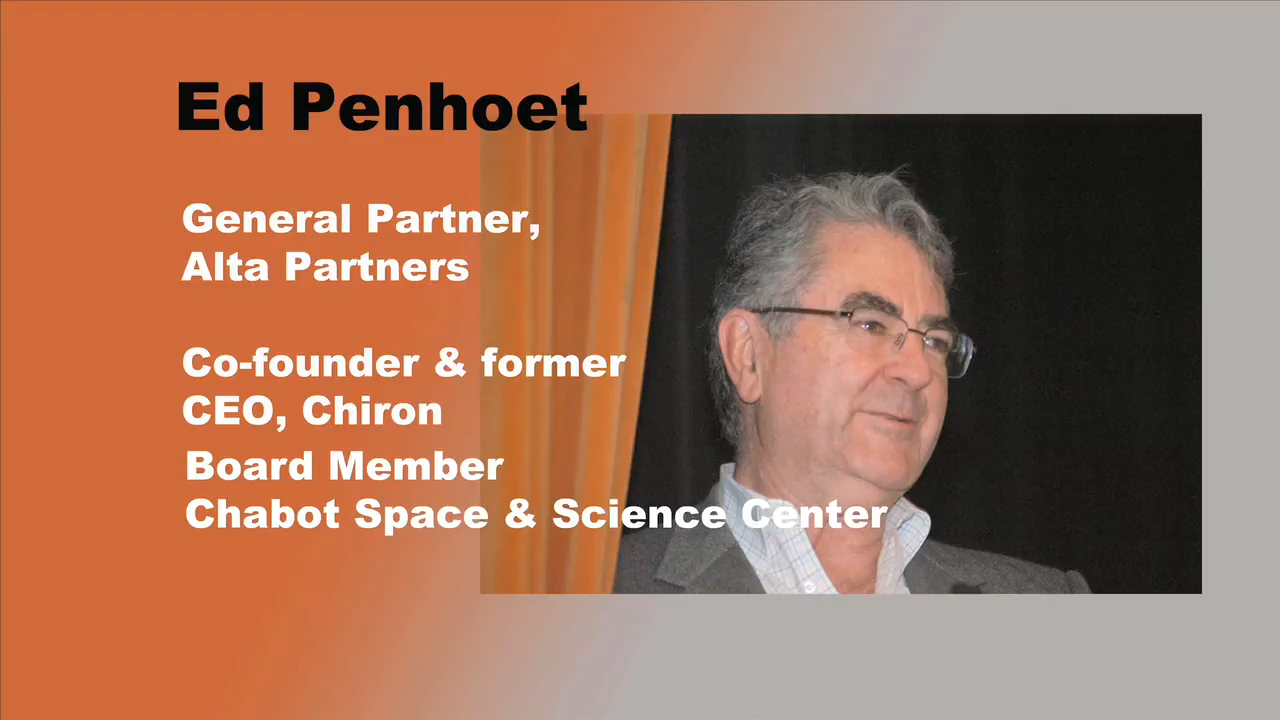 Ed Penhoet
General Partner,
Alta Partners
Co-founder & former
CEO, Chiron
Board Member
Chabot Space & Science Center